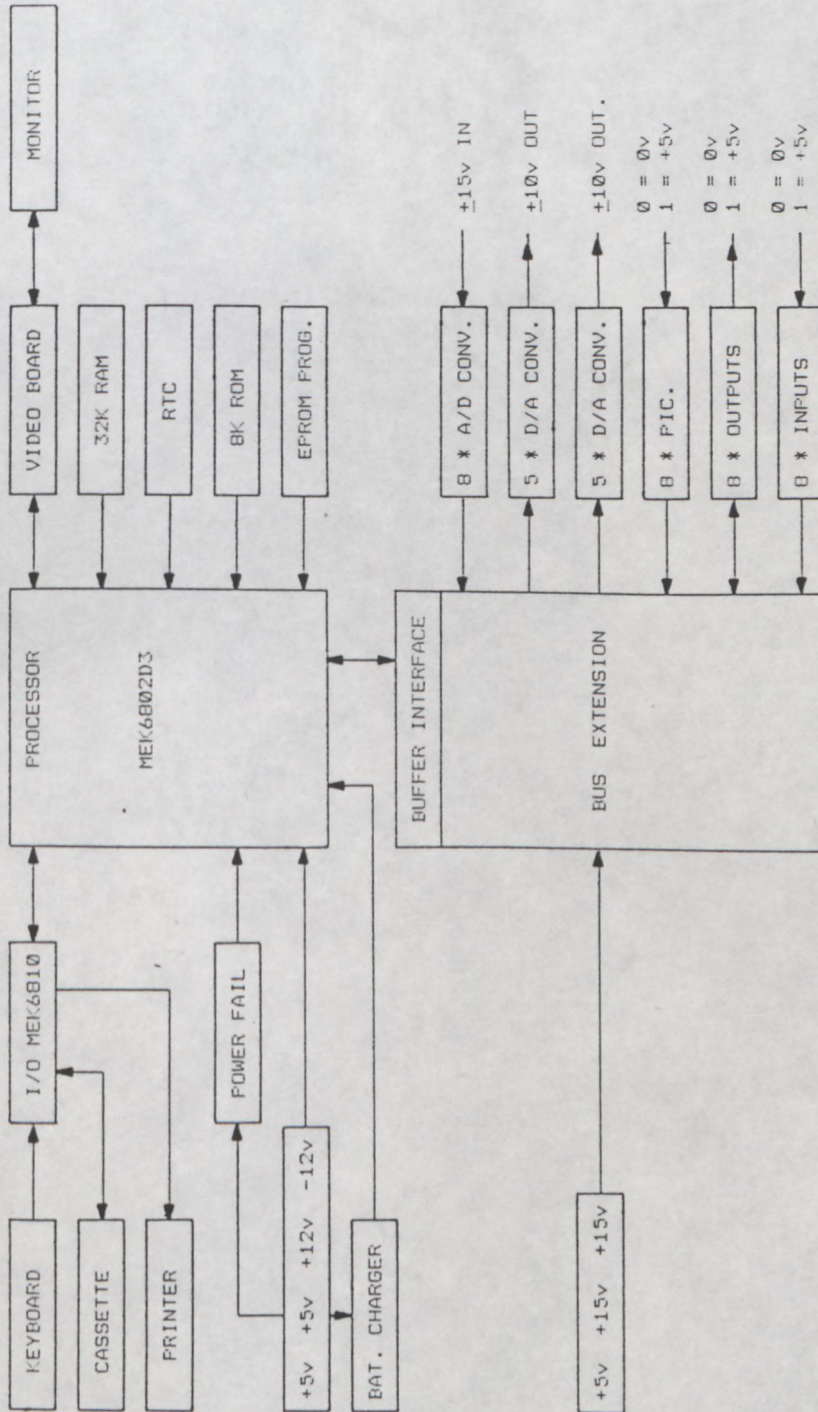 KEYBOARD
CASSETTE
PRINTER
I/O MEK6810
POWER FAIL
+5v +5v +12v -12v
BAT. CHARGER
+5v +15v +15v
PROCESSOR
MEK6802D3
BUFFER INTERFACE
BUS EXTENSION
VIDEO BOARD
MONITOR
32K RAM
RTC
8K ROM
EPROM PROG.
8 * A/D CONV.
±15v IN
5 * D/A CONV.
±10v OUT
5 * D/A CONV.
±10v OUT.
8 * PIC.
0 = 0v
1 = +5v
8 * OUTPUTS
0 = 0v
1 = +5v
8 * INPUTS
0 = 0v
1 = +5v